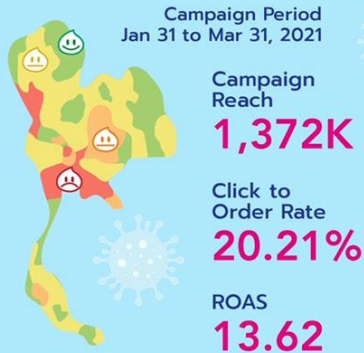 Campaign Period
Jan 31 to Mar 31, 2021
Campaign
Reach
1,372K
Click to
Order Rate
20.21%
ROAS
13.62